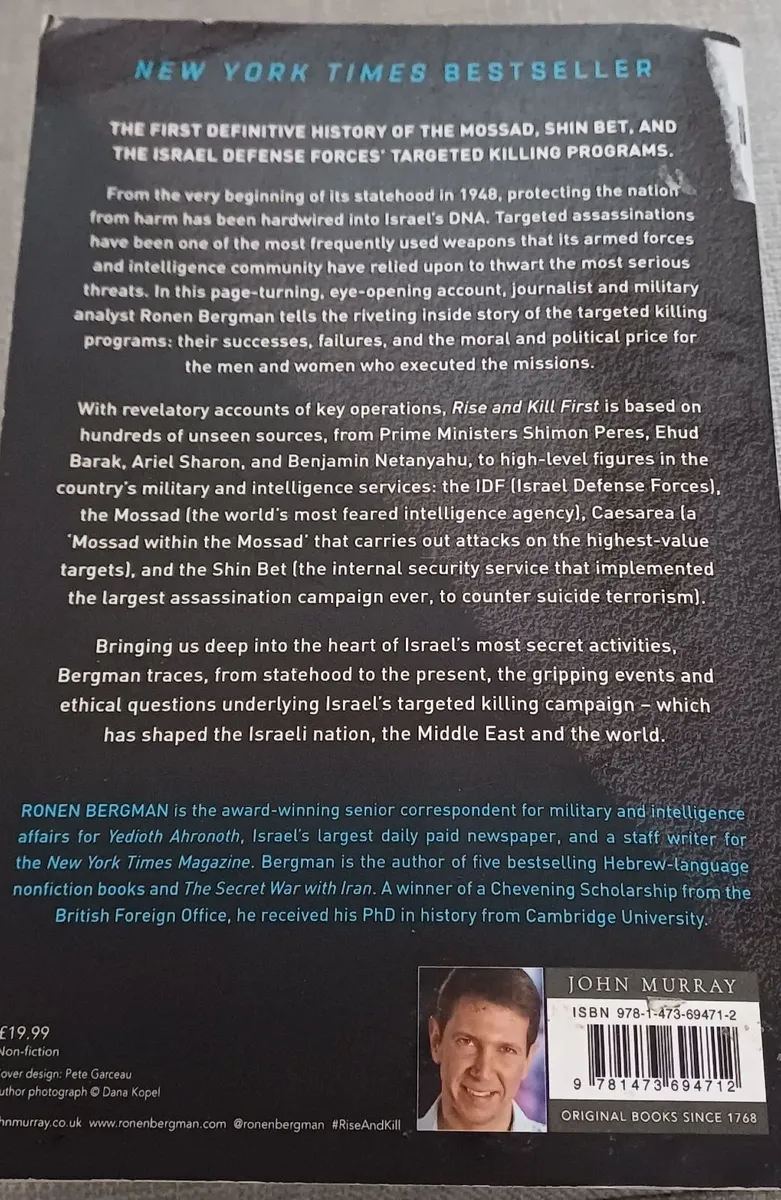 NEW YORK TIMES BESTSELLER
THE FIRST DEFINITIVE HISTORY OF THE MOSSAD, SHIN BET, AND
THE ISRAEL DEFENSE FORCES' TARGETED KILLING PROGRAMS.
From the very beginning of its statehood in 1948, protecting the nation
from harm has been hardwired into Israel's DNA. Targeted assassinations
have been one of the most frequently used weapons that its armed forces
and intelligence community have relied upon to thwart the most serious
threats. In this page-turning, eye-opening account, journalist and military
analyst Ronen Bergman tells the riveting inside story of the targeted killing
programs: their successes, failures, and the moral and political price for
the men and women who executed the missions.
With revelatory accounts of key operations, Rise and Kill First is based on
hundreds of unseen sources, from Prime Ministers Shimon Peres, Ehud
Barak, Ariel Sharon, and Benjamin Netanyahu, to high-level figures in the
country's military and intelligence services: the IDF (Israel Defense Forces),
the Mossad (the world's most feared intelligence agency), Caesarea (a
'Mossad within the Mossad' that carries out attacks on the highest-value
targets), and the Shin Bet (the internal security service that implemented
the largest assassination campaign ever, to counter suicide terrorism).
Bringing us deep into the heart of Israel's most secret activities,
Bergman traces, from statehood to the present, the gripping events and
ethical questions underlying Israel's targeted killing campaign – which
has shaped the Israeli nation, the Middle East and the world.
RONEN BERGMAN is the award-winning senior correspondent for military and intelligence
affairs for Yedioth Ahronoth, Israel's largest daily paid newspaper, and a staff writer for
the New York Times Magazine. Bergman is the author of five bestselling Hebrew-language
nonfiction books and The Secret War with Iran. A winner of a Chevening Scholarship from the
British Foreign Office, he received his PhD in history from Cambridge University.
£19.99
Non-fiction
over design: Pete Garceau
uthor photograph © Dana Kopel
hnmurray.co.uk www.ronenbergman.com @ronenbergman #RiseAndKill
JOHN MURRAY
ISBN 978-1-473-69471-2
9 781473 694712
ORIGINAL BOOKS SINCE 1768